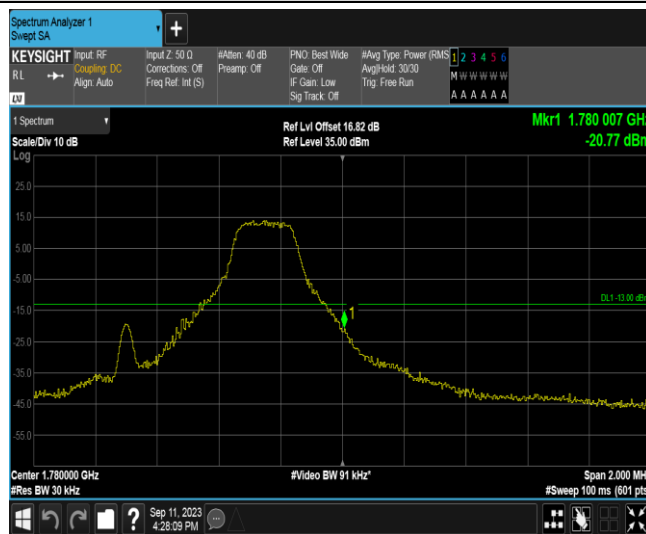 Spectrum Analyzer 1
Swept SA
+
KEYSIGHT
RL
LXI
Input: RF
Coupling: DC
Align: Auto
Input Z: 50 Ω
Corrections: Off
Freq Ref: Int (S)
#Atten: 40 dB
Preamp: Off
PNO: Best Wide
Gate: Off
IF Gain: Low
Sig Track: Off
#Avg Type: Power (RMS
Avg|Hold: 30/30
Trig: Free Run
1 2 3 4 5 6
M W W W W W
A A A A A A
1 Spectrum
Scale/Div 10 dB
Ref Lvl Offset 16.82 dB
Ref Level 35.00 dBm
Mkr1 1.780 007 GHz
-20.77 dBm
Log
25.0
15.0
5.00
-5.00
-15.0
-25.0
-35.0
-45.0
-55.0
DL1 -13.00 dBm
1
Center 1.780000 GHz
#Res BW 30 kHz
#Video BW 91 kHz*
Span 2.000 MH
#Sweep 100 ms (601 pts
?
Sep 11, 2023
4:28:09 PM